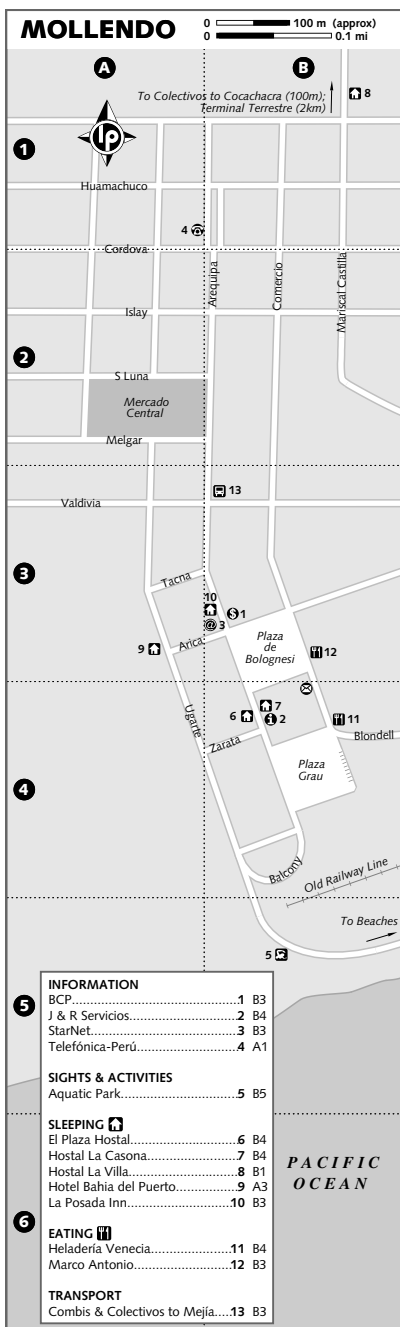 MOLLENDO
0 100 m (approx)
0 0.1 mi
A
B
To Colectivos to Cocachacra (100m);
Terminal Terrestre (2km)
8
lp
1
Huamachuco
4
Cordova
Arequipa
Comercio
Mariscal Castilla
Islay
2
S Luna
Mercado
Central
Melgar
13
Valdivia
3
Tacna
10
$ 1
@ 3
Arica
9
Plaza
de
Bolognesi
12
Ugarte
7
6
2
11
Zarata
Blondell
Plaza
Grau
4
Balcony
Old Railway Line
To Beaches
5
5
INFORMATION
BCP....................................1 B3
J & R Servicios....................2 B4
StarNet..............................3 B3
Telefónica-Perú..................4 A1
SIGHTS & ACTIVITIES
Aquatic Park......................5 B5
SLEEPING
El Plaza Hostal...................6 B4
Hostal La Casona................7 B4
Hostal La Villa....................8 B1
Hotel Bahia del Puerto........9 A3
La Posada Inn...................10 B3
EATING
Heladería Venecia..............11 B4
Marco Antonio...................12 B3
TRANSPORT
Combis & Colectivos to Mejía....13 B3
PACIFIC
OCEAN
6